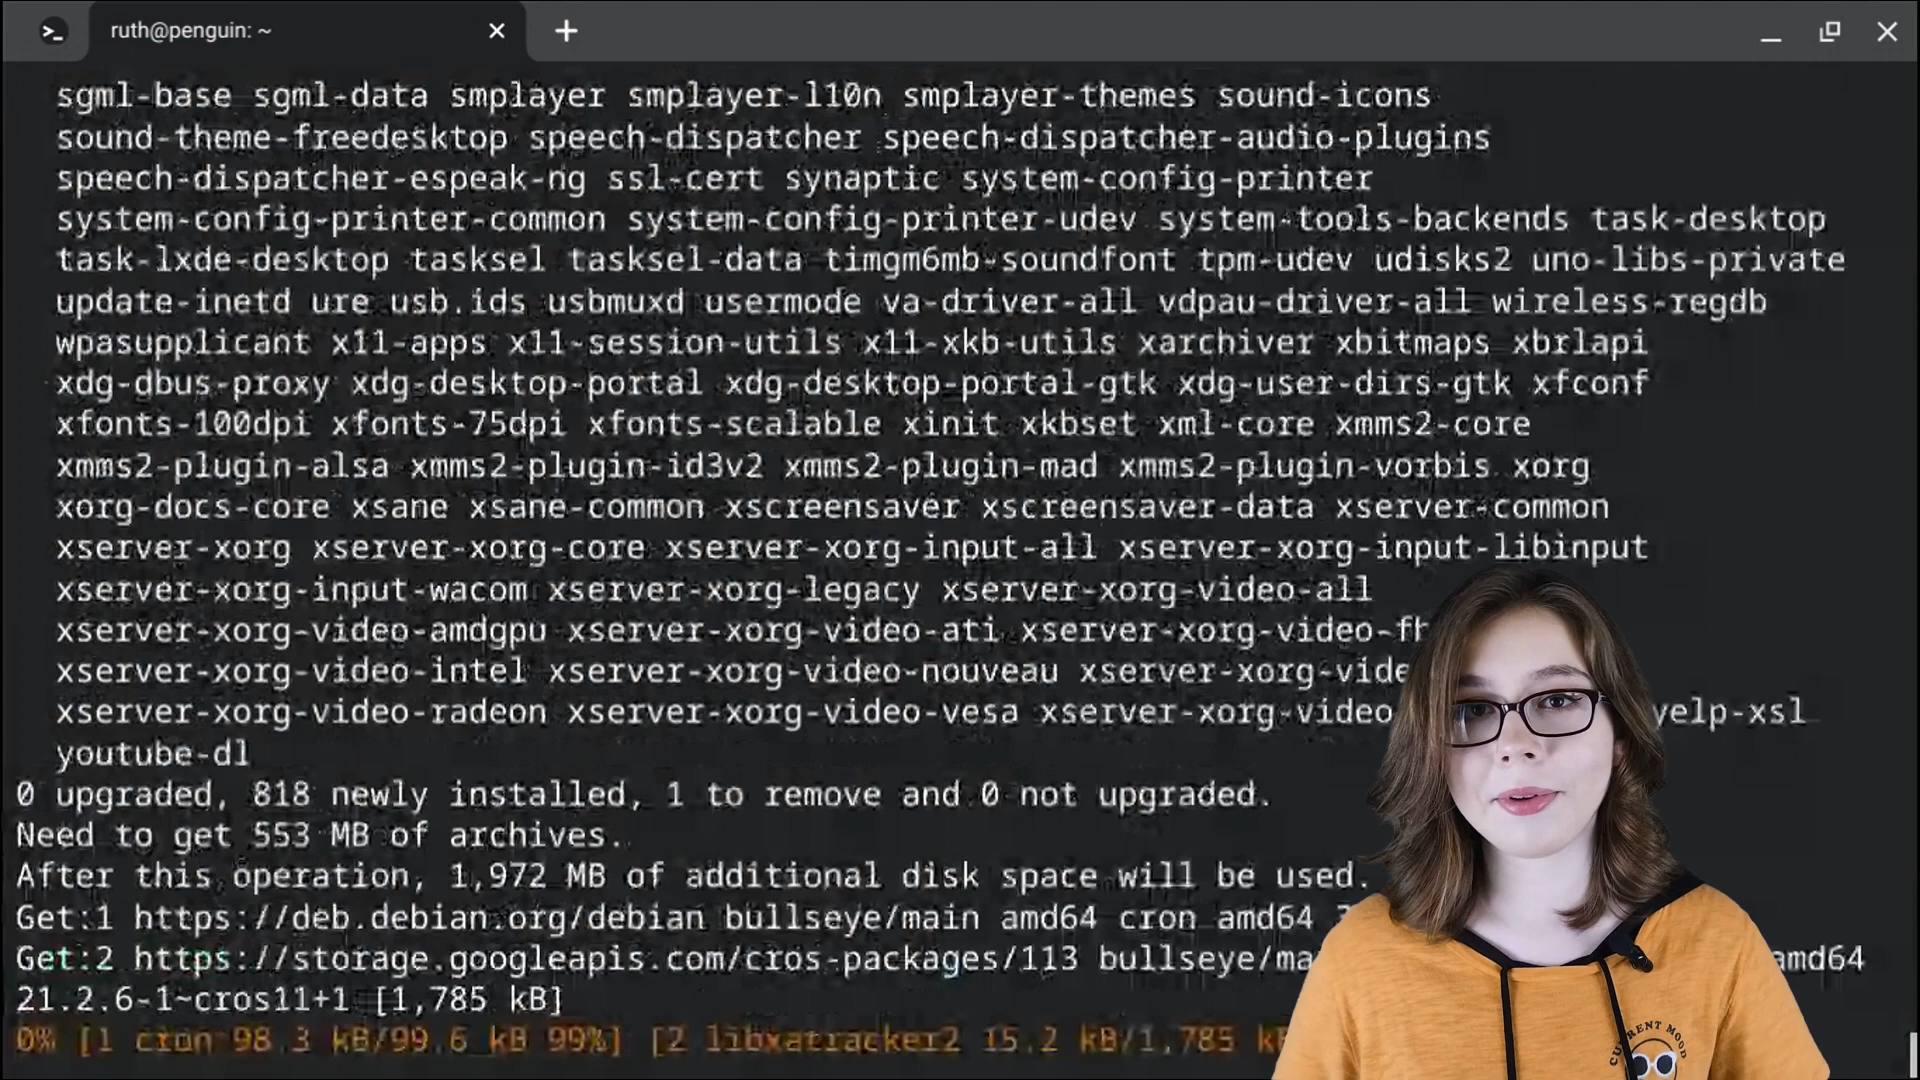 ruth@penguin: ~
sgml-base sgml-data smplayer smplayer-l10n smplayer-themes sound-icons
sound-theme-freedesktop speech-dispatcher speech-dispatcher-audio-plugins
speech-dispatcher-espeak-ng ssl-cert synaptic system-config-printer
system-config-printer-common system-config-printer-udev system-tools-backends task-desktop
task-lxde-desktop tasksel tasksel-data timgm6mb-soundfont tpm-udev udisks2 uno-libs-private
update-inetd ure usb.ids usbmuxd usermode va-driver-all vdpau-driver-all wireless-regdb
wpasupplicant x11-apps x11-session-utils x11-xkb-utils xarchiver xbitmaps xbrlapi
xdg-dbus-proxy xdg-desktop-portal xdg-desktop-portal-gtk xdg-user-dirs-gtk xfconf
xfonts-100dpi xfonts-75dpi xfonts-scalable xinit xkbset xml-core xmms2-core
xmms2-plugin-alsa xmms2-plugin-id3v2 xmms2-plugin-mad xmms2-plugin-vorbis xorg
xorg-docs-core xsane xsane-common xscreensaver xscreensaver-data xserver-common
xserver-xorg xserver-xorg-core xserver-xorg-input-all xserver-xorg-input-libinput
xserver-xorg-input-wacom xserver-xorg-legacy xserver-xorg-video-all
xserver-xorg-video-amdgpu xserver-xorg-video-ati xserver-xorg-video-
xserver-xorg-video-intel xserver-xorg-video-nouveau xserver-xorg-vide
xserver-xorg-video-radeon xserver-xorg-video-vesa xserver-xorg-video yelp-xsl
youtube-dl
0 upgraded, 818 newly installed, 1 to remove and 0 not upgraded.
Need to get 553 MB of archives.
After this operation, 1,972 MB of additional disk space will be used.
Get:1 https://deb.debian.org/debian bullseye/main amd64 cron amd64
Get:2 https://storage.googleapis.com/cros-packages/113 bullseye/ma amd64
21.2.6-1~cros11+1 [1,785 kB]
0% [1 cron 98.3 kB/99.6 kB 99%] [2 libxatracker2 15.2 kB/1,785 k
CURRENT MOOD